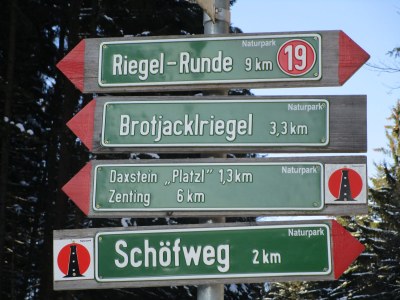 Naturpark
Riegel-Runde 9 km 19
Naturpark
Brotjacklriegel 3,3 km
Naturpark
Daxstein „Platzl" 1,3 km
Zenting 6 km
Naturpark
Schöfweg 2 km